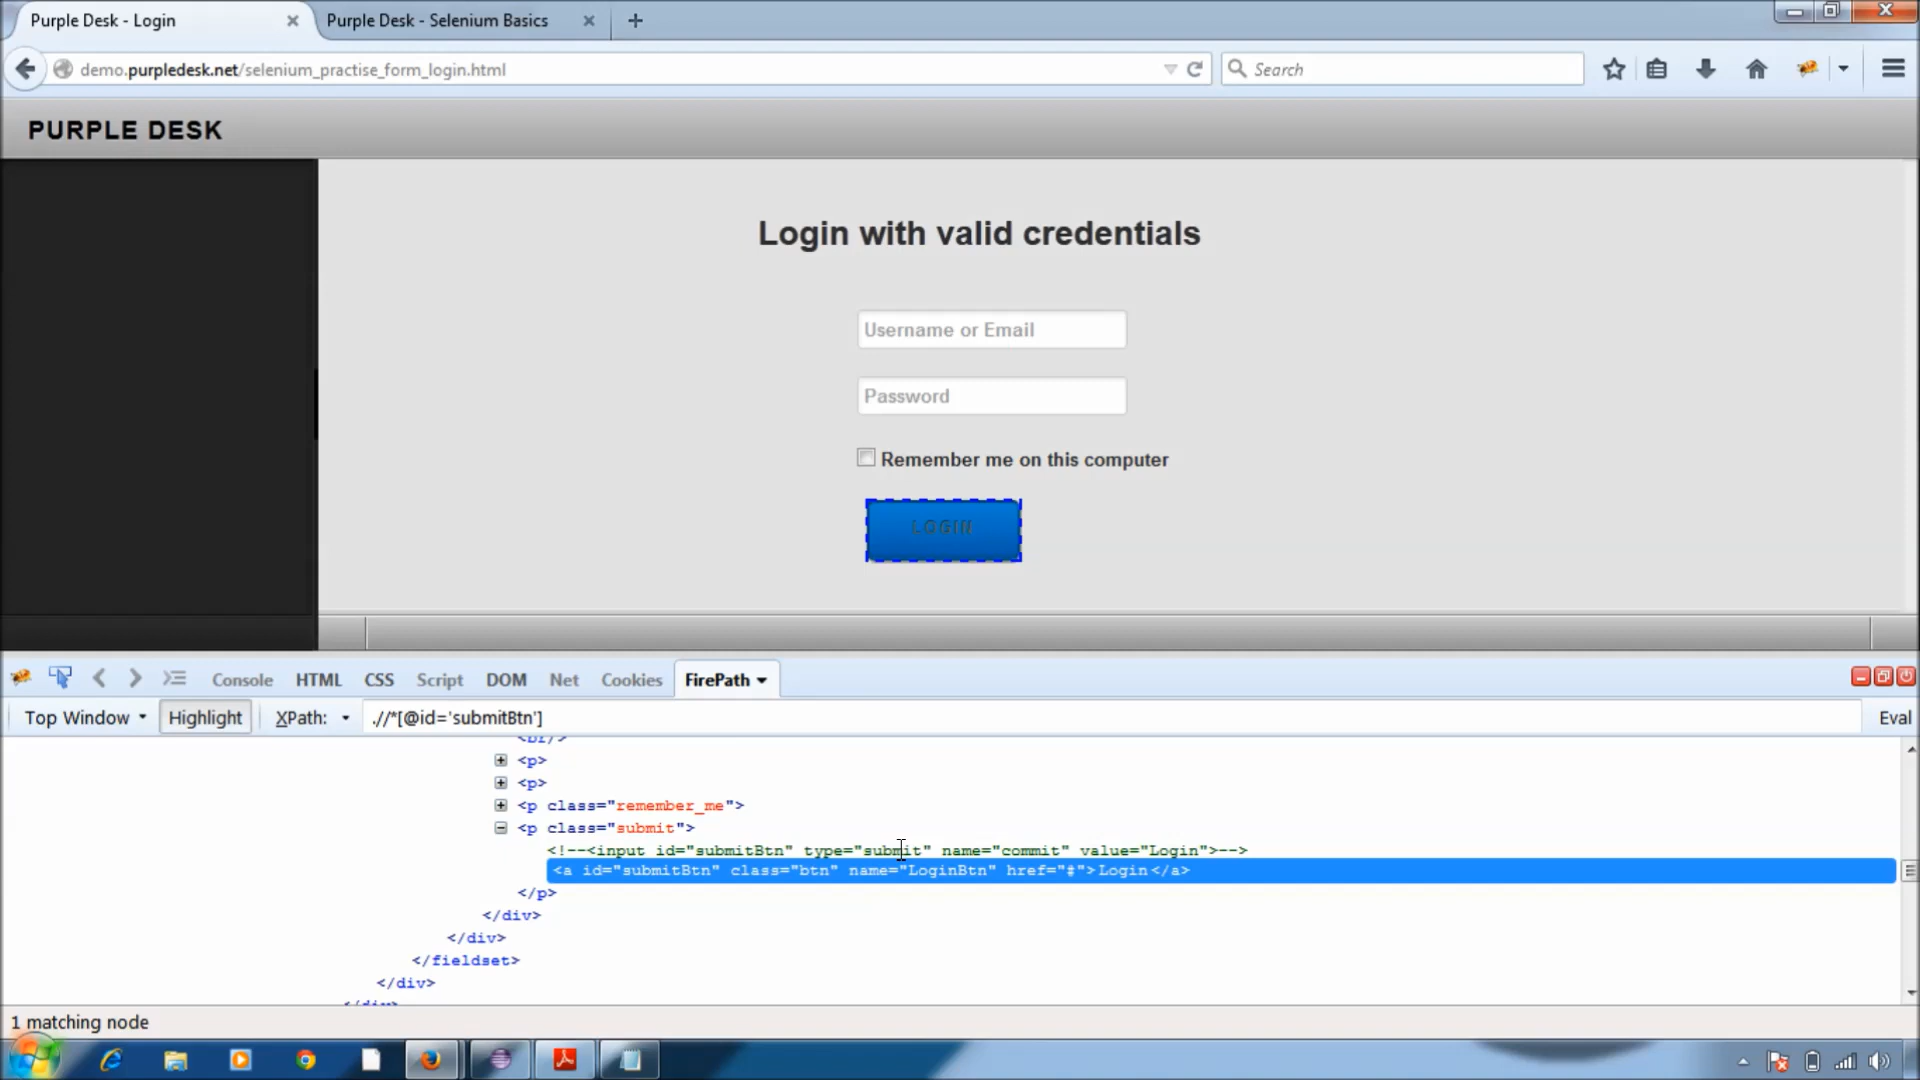 Purple Desk - Login
Purple Desk - Selenium Basics
demo.purpledesk.net/selenium_practise_form_login.html
Search
PURPLE DESK
Login with valid credentials
Username or Email
Password
Remember me on this computer
LOGIN
Console HTML CSS Script DOM Net Cookies FirePath
Top Window Highlight XPath: .//*[@id='submitBtn'] Eval
<br/>
<p>
<p>
<p class="remember_me">
<p class="submit">
<!--<input id="submitBtn" type="submit" name="commit" value="Login">-->
<a id="submitBtn" class="btn" name="LoginBtn" href="#">Login</a>
</p>
</div>
</div>
</fieldset>
</div>
</div>
1 matching node